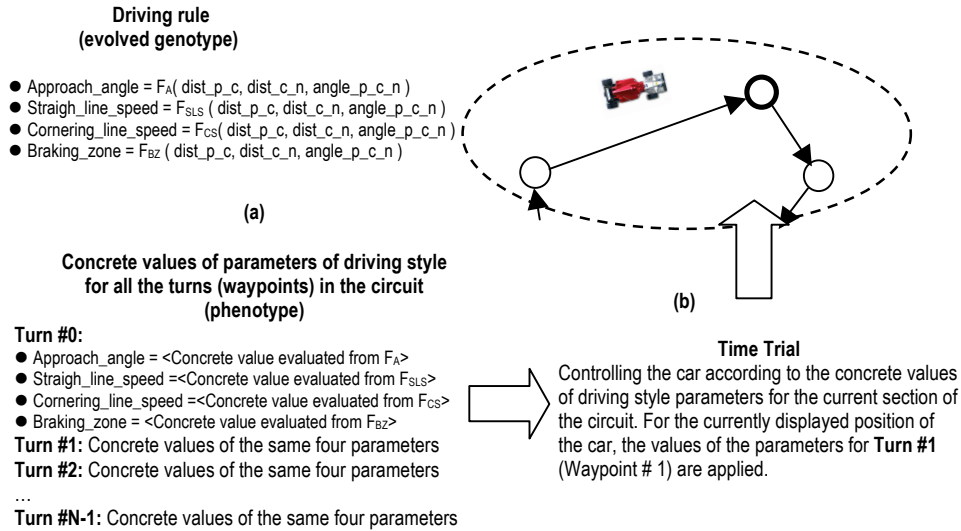 Driving rule
(evolved genotype)
● Approach_angle = FA( dist_p_c, dist_c_n, angle_p_c_n )
● Straigh_line_speed = FSLS ( dist_p_c, dist_c_n, angle_p_c_n )
● Cornering_line_speed = FCS( dist_p_c, dist_c_n, angle_p_c_n )
● Braking_zone = FBZ ( dist_p_c, dist_c_n, angle_p_c_n )
(a)
Concrete values of parameters of driving style
for all the turns (waypoints) in the circuit
(phenotype)
Turn #0:
● Approach_angle = <Concrete value evaluated from FA>
● Straigh_line_speed =<Concrete value evaluated from FSLS>
● Cornering_line_speed =<Concrete value evaluated from FCS>
● Braking_zone = <Concrete value evaluated from FBZ>
Turn #1: Concrete values of the same four parameters
Turn #2: Concrete values of the same four parameters
…
Turn #N-1: Concrete values of the same four parameters
(b)
Time Trial
Controlling the car according to the concrete values
of driving style parameters for the current section of
the circuit. For the currently displayed position of
the car, the values of the parameters for Turn #1
(Waypoint # 1) are applied.